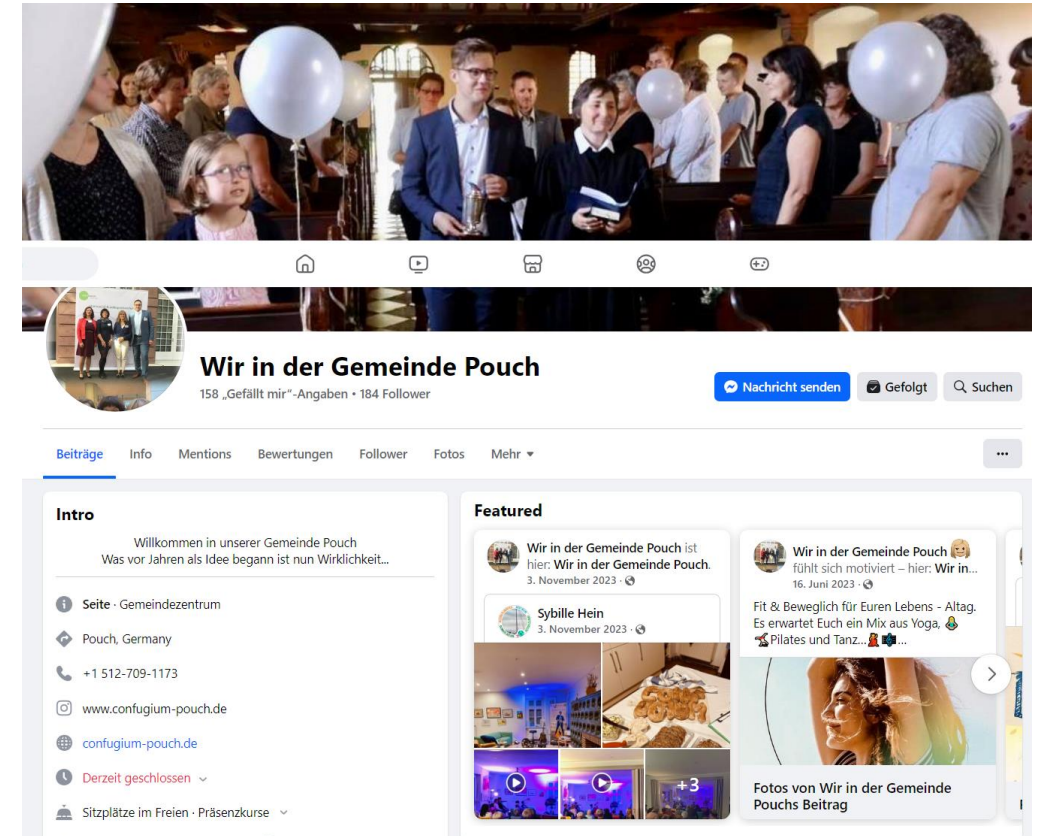 Wir in der Gemeinde Pouch
158 „Gefällt mir“-Angaben • 184 Follower
Nachricht senden
Gefolgt
Suchen
Beiträge
Info
Mentions
Bewertungen
Follower
Fotos
Mehr
Intro
Willkommen in unserer Gemeinde Pouch
Was vor Jahren als Idee begann ist nun Wirklichkeit...
Seite · Gemeindezentrum
Pouch, Germany
+1 512-709-1173
www.confugium-pouch.de
confugium-pouch.de
Derzeit geschlossen
Sitzplätze im Freien · Präsenzkurse
Featured
Wir in der Gemeinde Pouch ist
hier: Wir in der Gemeinde Pouch.
3. November 2023 ·
Sybille Hein
3. November 2023 ·
+3
Wir in der Gemeinde Pouch
fühlt sich motiviert – hier: Wir in...
16. Juni 2023 ·
Fit & Beweglich für Euren Lebens - Altag.
Es erwartet Euch ein Mix aus Yoga,
Pilates und Tanz... ...
Fotos von Wir in der Gemeinde
Pouchs Beitrag